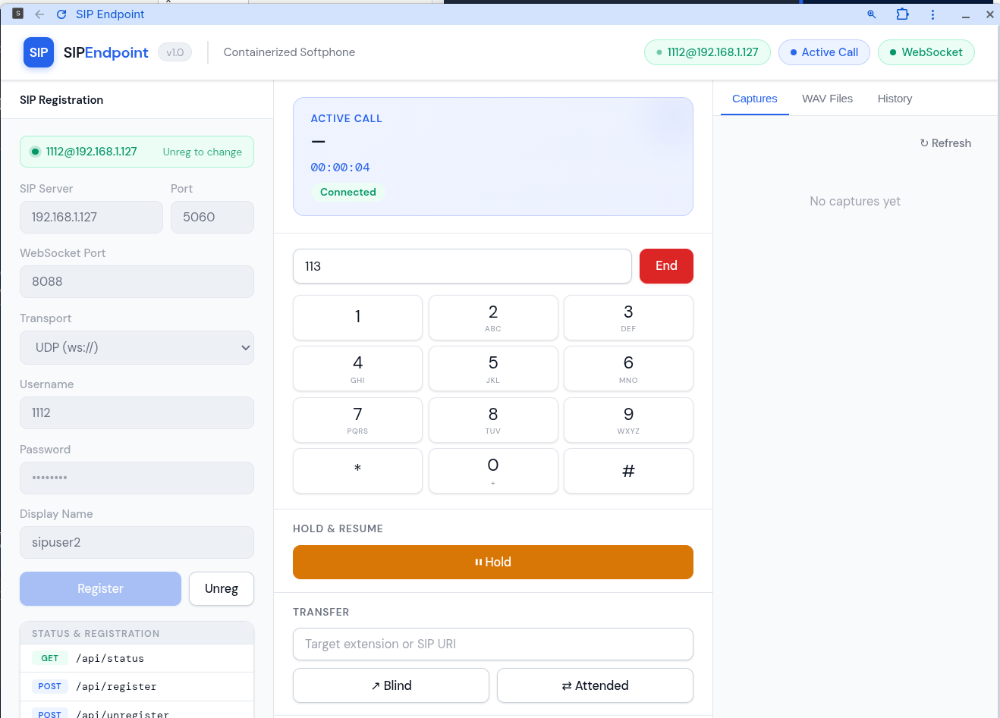 S SIP Endpoint
SIP SIPEndpoint v1.0 Containerized Softphone 1112@192.168.1.127 Active Call WebSocket
SIP Registration
1112@192.168.1.127 Unreg to change
SIP Server Port
192.168.1.127 5060
WebSocket Port
8088
Transport
UDP (ws://)
Username
1112
Password
••••••••
Display Name
sipuser2
Register Unreg
STATUS & REGISTRATION
GET /api/status
POST /api/register
POST /api/unregister
ACTIVE CALL
—
00:00:04
Connected
113 End
1 2 3
ABC DEF
4 5 6
GHI JKL MNO
7 8 9
PQRS TUV WXYZ
* 0 #
+
HOLD & RESUME
⏸ Hold
TRANSFER
Target extension or SIP URI
↗ Blind ⇄ Attended
Captures WAV Files History
↻ Refresh
No captures yet